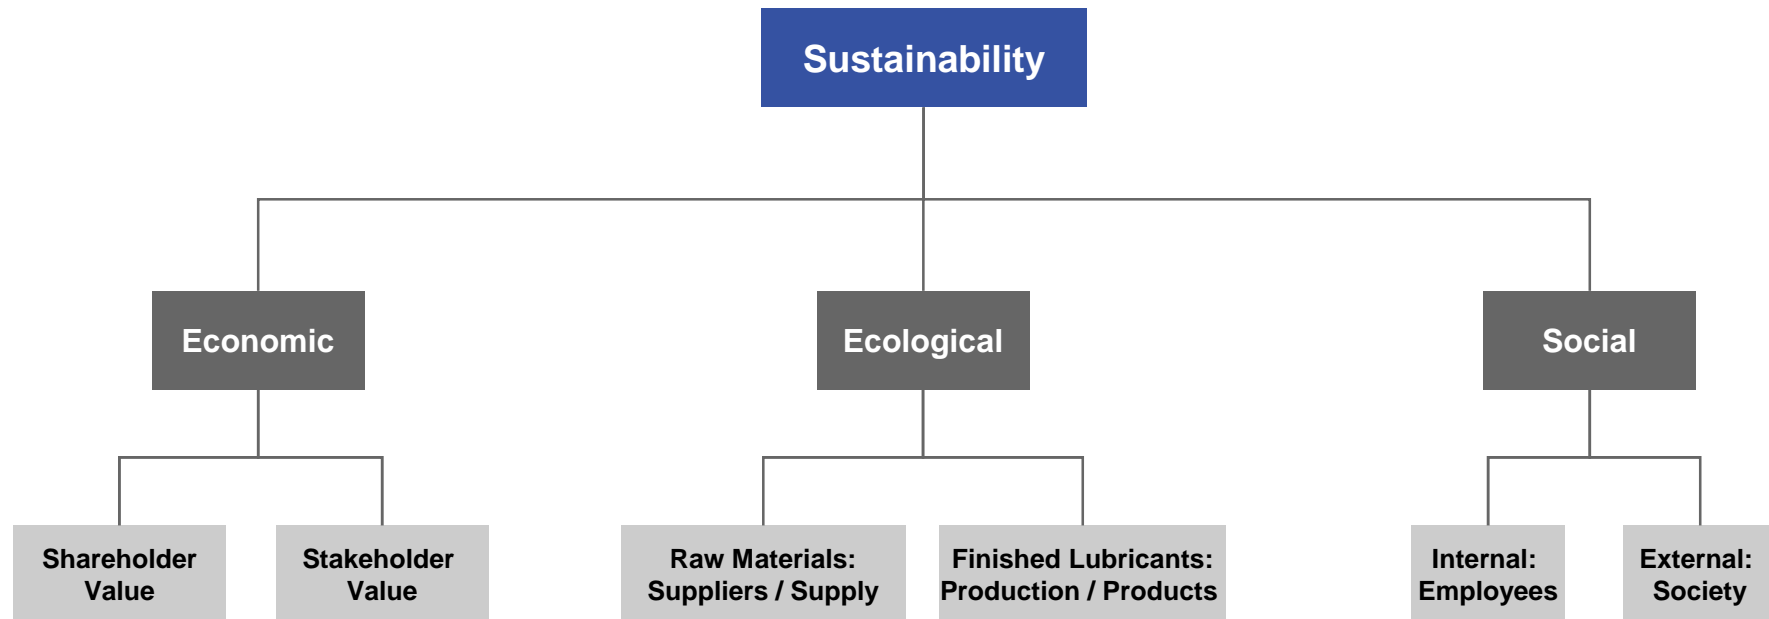 Sustainability
Economic
Ecological
Social
Shareholder
Value
Stakeholder
Value
Raw Materials:
Suppliers / Supply
Finished Lubricants:
Production / Products
Internal:
Employees
External:
Society